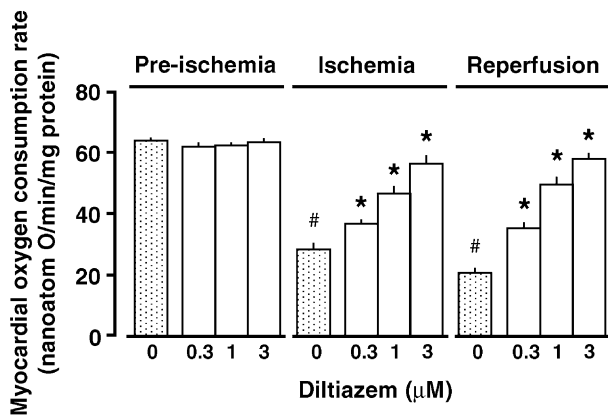 Pre-ischemia Ischemia Reperfusion
Myocardial oxygen consumption rate
(nanoatom O/min/mg protein)
80
60
40
20
0
# * * *
# * * *
0 0.3 1 3 0 0.3 1 3 0 0.3 1 3
Diltiazem (μM)